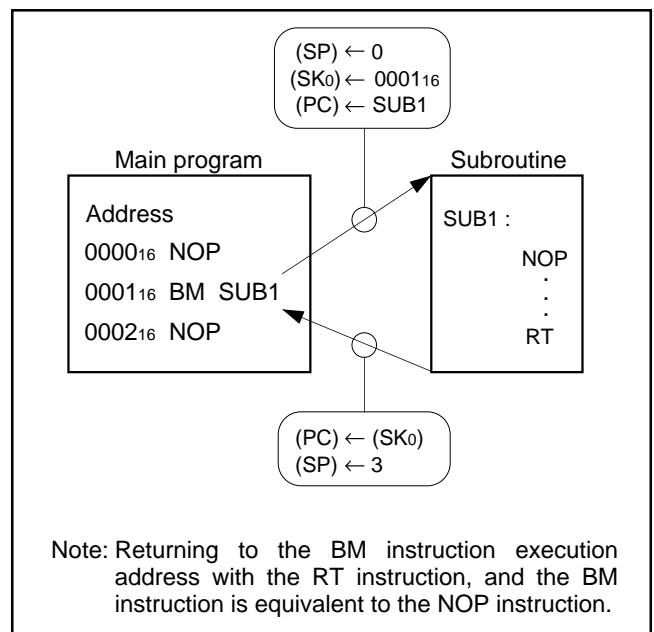 (SP) ← 0
(SK0) ← 000116
(PC) ← SUB1
Main program
Subroutine
Address
000016 NOP
000116 BM SUB1
000216 NOP
SUB1 :
NOP
.
.
.
RT
(PC) ← (SK0)
(SP) ← 3
Note: Returning to the BM instruction execution
address with the RT instruction, and the BM
instruction is equivalent to the NOP instruction.